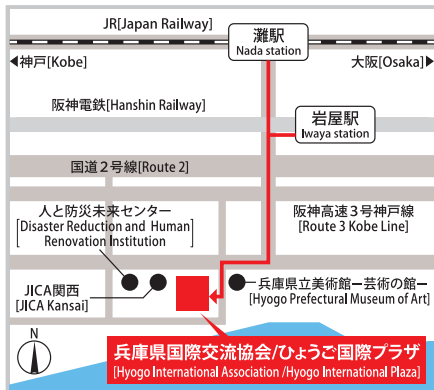 JR[Japan Railway]
灘駅
Nada station
神戸[Kobe]
大阪[Osaka]
阪神電鉄[Hanshin Railway]
岩屋駅
Iwaya station
国道２号線[Route 2]
人と防災未来センター
[Disaster Reduction and Human
Renovation Institution]
阪神高速３号神戸線
[Route 3 Kobe Line]
JICA関西
[JICA Kansai]
兵庫県立美術館ー芸術の館ー
[Hyogo Prefectural Museum of Art]
N
兵庫県国際交流協会/ひょうご国際プラザ
[Hyogo International Association /Hyogo International Plaza]